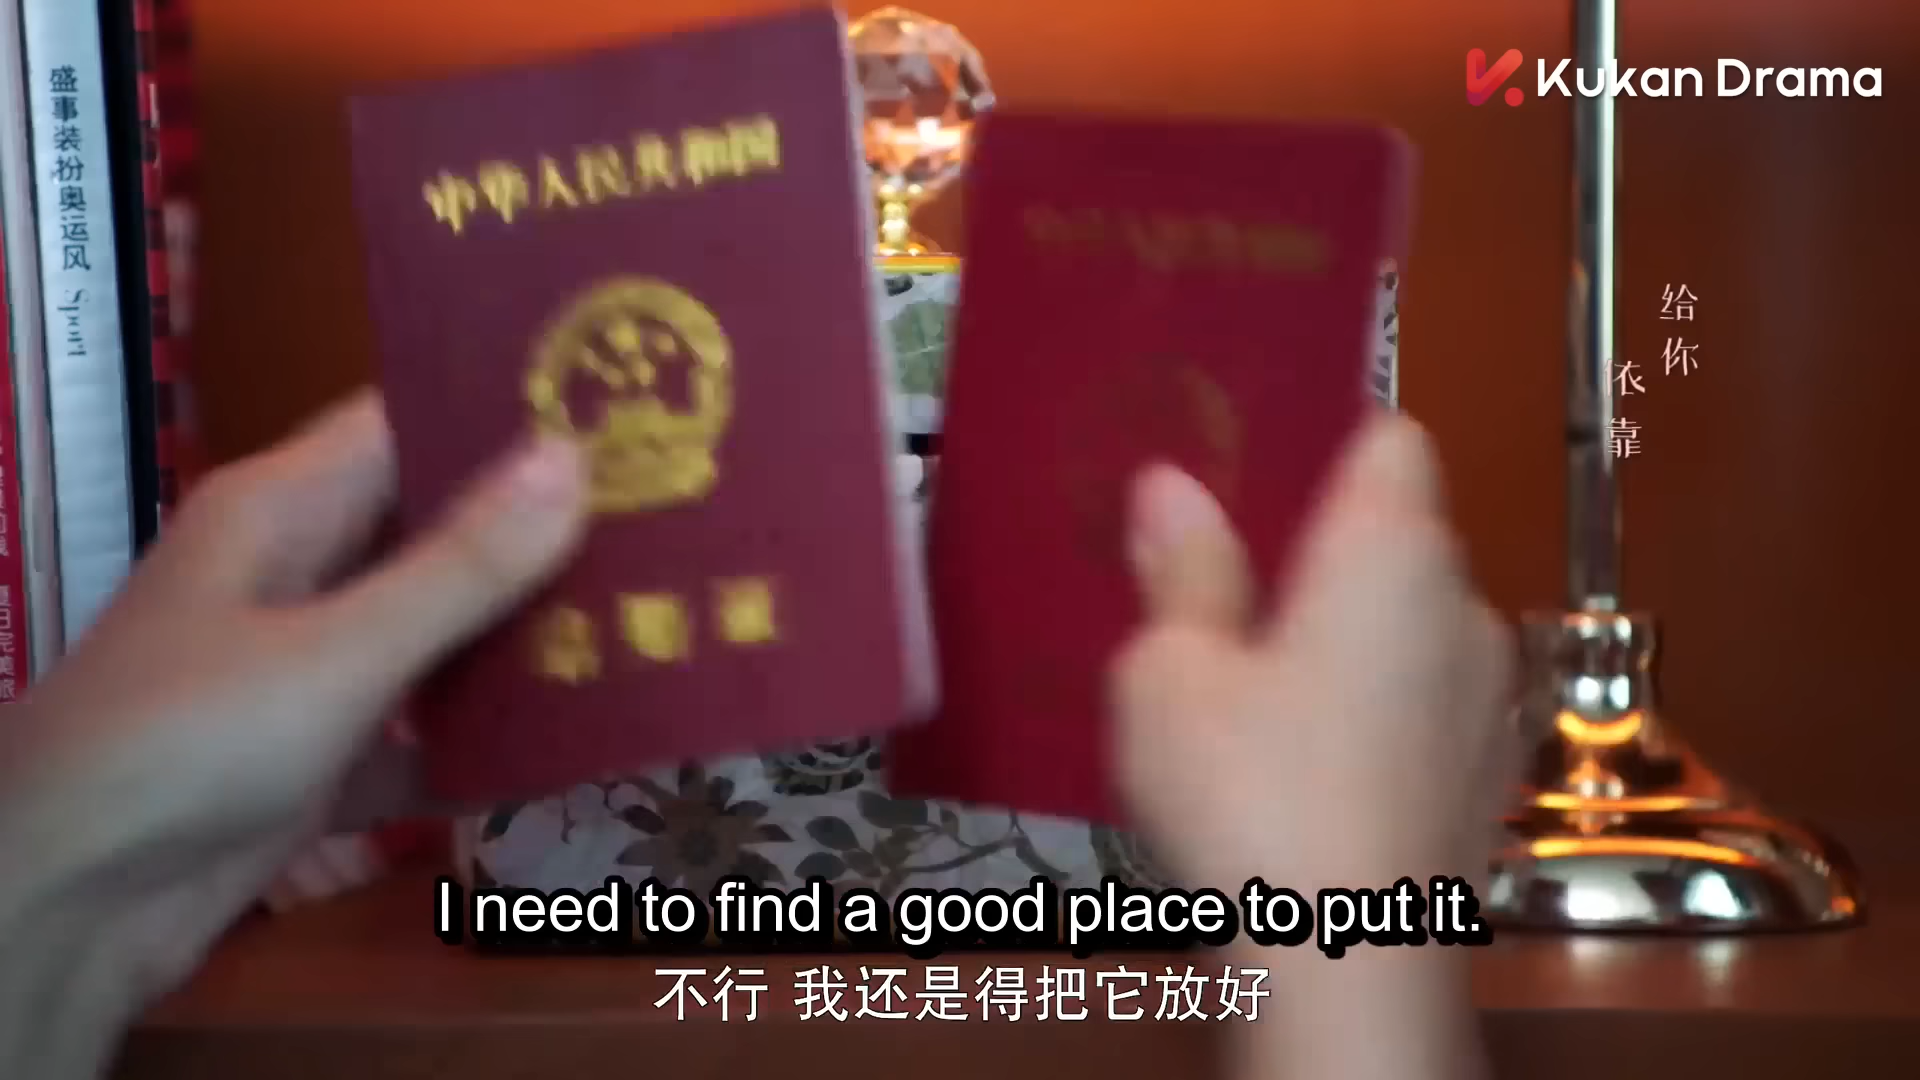 盛事装扮奥运风 Sport
中华人民共和国
Kukan Drama
给你
依靠
I need to find a good place to put it.
不行 我还是得把它放好